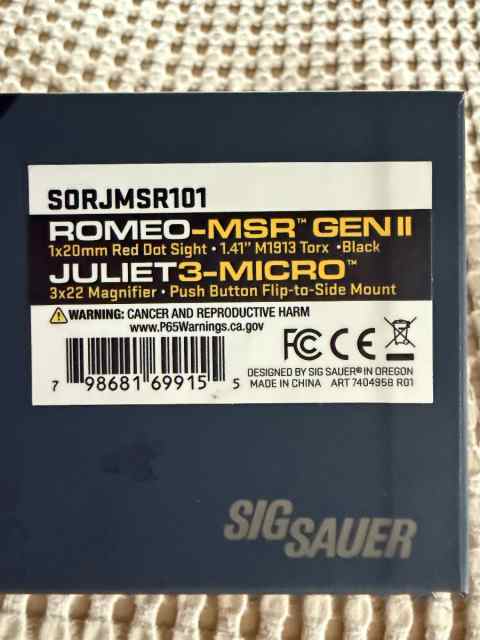 SORJMSR101
ROMEO-MSR™ GEN II
1x20mm Red Dot Sight • 1.41" M1913 Torx • Black
JULIET3-MICRO™
3x22 Magnifier • Push Button Flip-to-Side Mount
WARNING: CANCER AND REPRODUCTIVE HARM
www.P65Warnings.ca.gov
FC CE
7 98681 69915 5
DESIGNED BY SIG SAUER® IN OREGON
MADE IN CHINA ART 7404958 R01
SIG SAUER